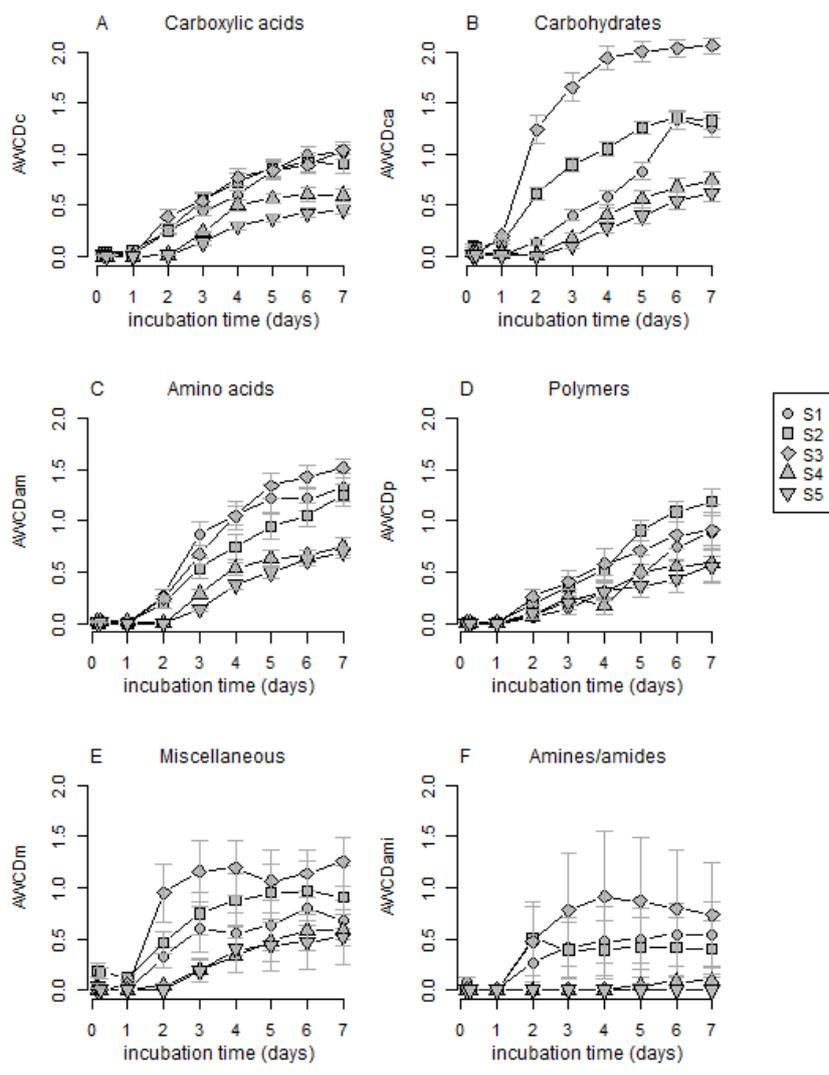 A Carboxylic acids
AWCDc
0.0 0.5 1.0 1.5 2.0
0 1 2 3 4 5 6 7
incubation time (days)
B Carbohydrates
AWCDca
0.0 0.5 1.0 1.5 2.0
0 1 2 3 4 5 6 7
incubation time (days)
C Amino acids
AWCDam
0.0 0.5 1.0 1.5 2.0
0 1 2 3 4 5 6 7
incubation time (days)
D Polymers
AWCDp
0.0 0.5 1.0 1.5 2.0
0 1 2 3 4 5 6 7
incubation time (days)
S1
S2
S3
S4
S5
E Miscellaneous
AWCDm
0.0 0.5 1.0 1.5 2.0
0 1 2 3 4 5 6 7
incubation time (days)
F Amines/amides
AWCDami
0.0 0.5 1.0 1.5 2.0
0 1 2 3 4 5 6 7
incubation time (days)